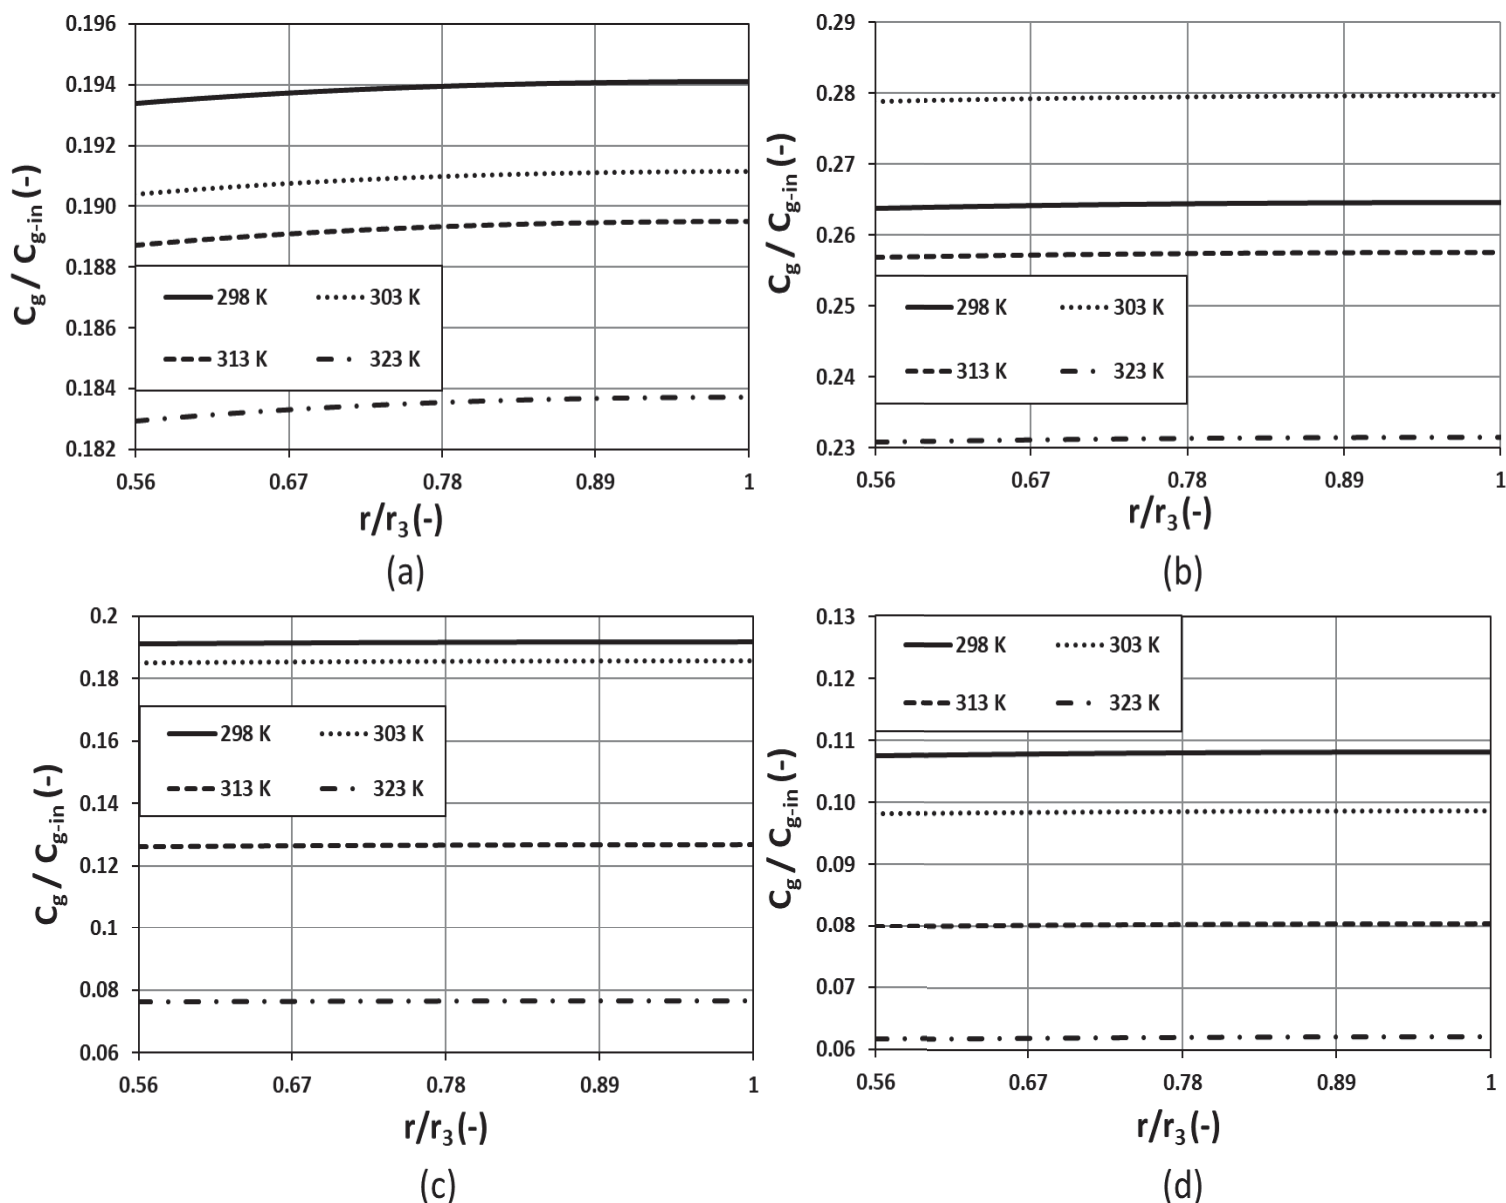 0.196
0.194
0.192
0.190
0.188
0.186
0.184
0.182
C_g / C_g-in (-)
298 K
303 K
313 K
323 K
0.56 0.67 0.78 0.89 1
r/r_3 (-)
(a)
0.29
0.28
0.27
0.26
0.25
0.24
0.23
C_g / C_g-in (-)
298 K
303 K
313 K
323 K
0.56 0.67 0.78 0.89 1
r/r_3 (-)
(b)
0.2
0.18
0.16
0.14
0.12
0.1
0.08
0.06
C_g / C_g-in (-)
298 K
303 K
313 K
323 K
0.56 0.67 0.78 0.89 1
r/r_3 (-)
(c)
0.13
0.12
0.11
0.10
0.09
0.08
0.07
0.06
C_g / C_g-in (-)
298 K
303 K
313 K
323 K
0.56 0.67 0.78 0.89 1
r/r_3 (-)
(d)